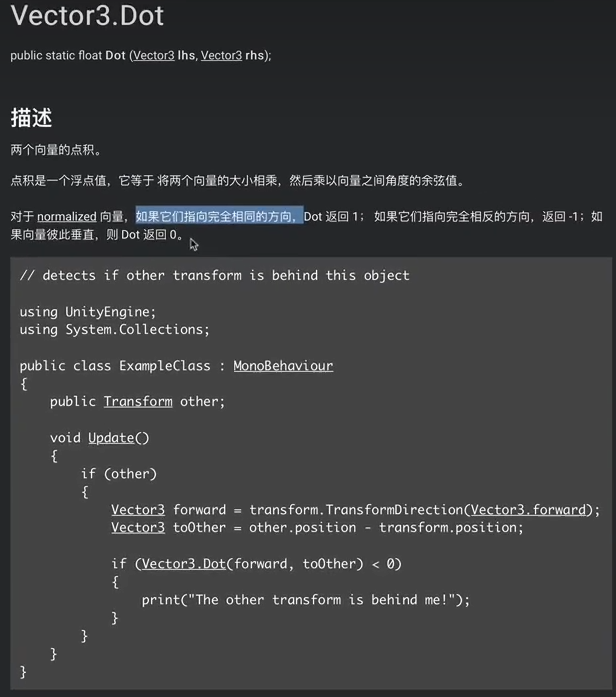 Vector3.Dot
public static float Dot (Vector3 lhs, Vector3 rhs);
描述
两个向量的点积。
点积是一个浮点值，它等于 将两个向量的大小相乘，然后乘以向量之间角度的余弦值。
对于 normalized 向量，如果它们指向完全相同的方向，Dot 返回 1； 如果它们指向完全相反的方向，返回 -1；如
果向量彼此垂直，则 Dot 返回 0。
// detects if other transform is behind this object
using UnityEngine;
using System.Collections;
public class ExampleClass : MonoBehaviour
{
    public Transform other;
    void Update()
    {
        if (other)
        {
            Vector3 forward = transform.TransformDirection(Vector3.forward);
            Vector3 toOther = other.position - transform.position;
            if (Vector3.Dot(forward, toOther) < 0)
            {
                print("The other transform is behind me!");
            }
        }
    }
}